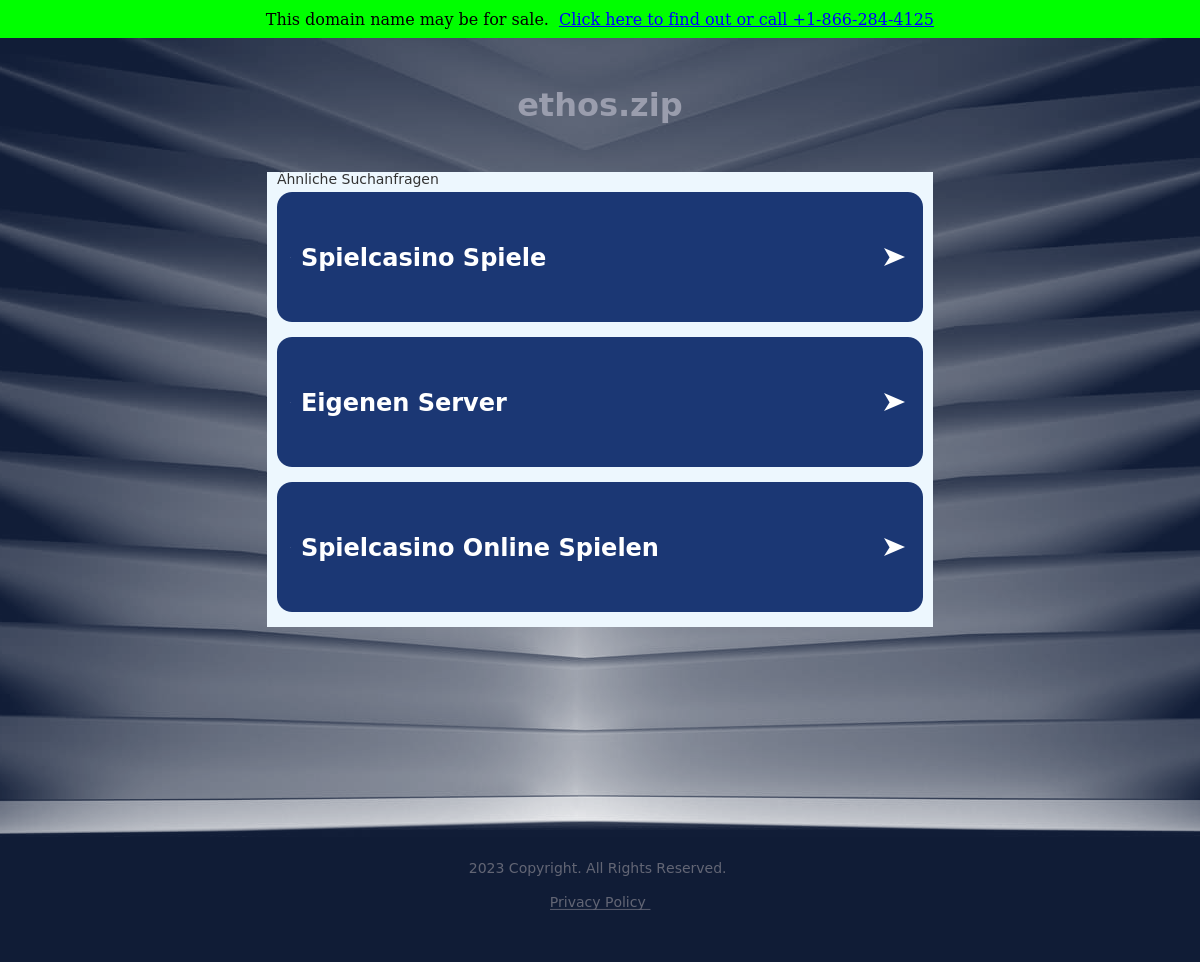 This domain name may be for sale. Click here to find out or call +1-866-284-4125
ethos.zip
Ähnliche Suchanfragen
Spielcasino Spiele
Eigenen Server
Spielcasino Online Spielen
2023 Copyright. All Rights Reserved.
Privacy Policy